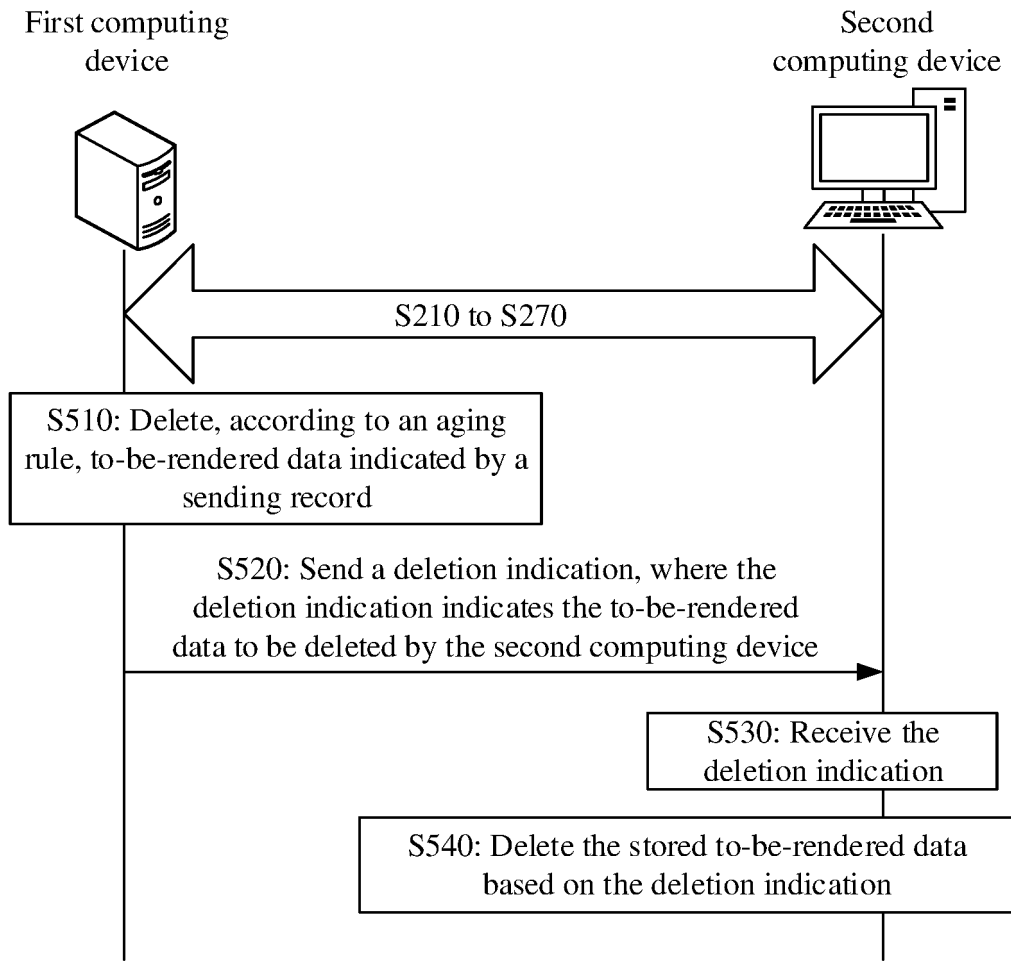 First computing
device
Second
computing device
S210 to S270
S510: Delete, according to an aging
rule, to-be-rendered data indicated by a
sending record
S520: Send a deletion indication, where the
deletion indication indicates the to-be-rendered
data to be deleted by the second computing device
S530: Receive the
deletion indication
S540: Delete the stored to-be-rendered data
based on the deletion indication